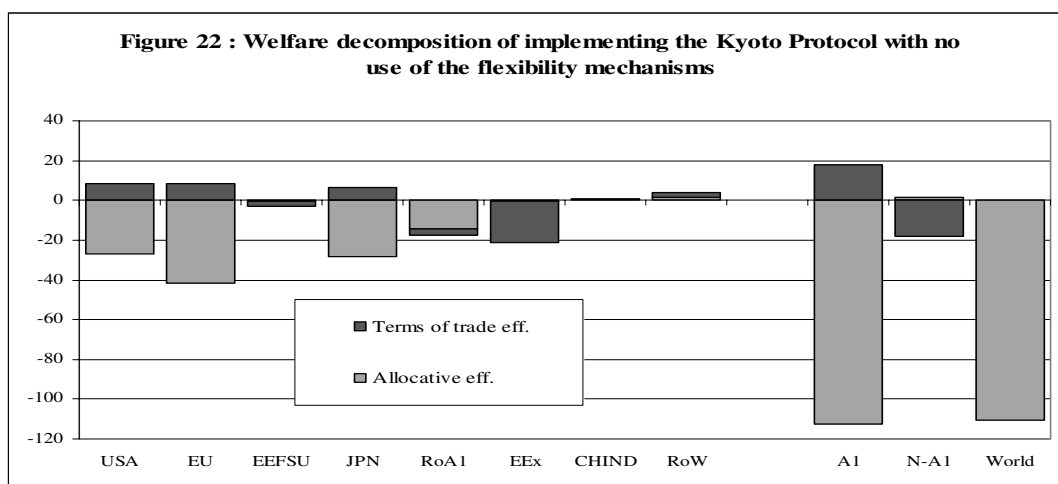 Figure 22 : Welfare decomposition of implementing the Kyoto Protocol with no
use of the flexibility mechanisms
40
20
0
-20
-40
-60
-80
-100
-120
Terms of trade eff.
Allocative eff.
USA EU EEFSU JPN RoA1 EEx CHIND RoW A1 N-A1 World